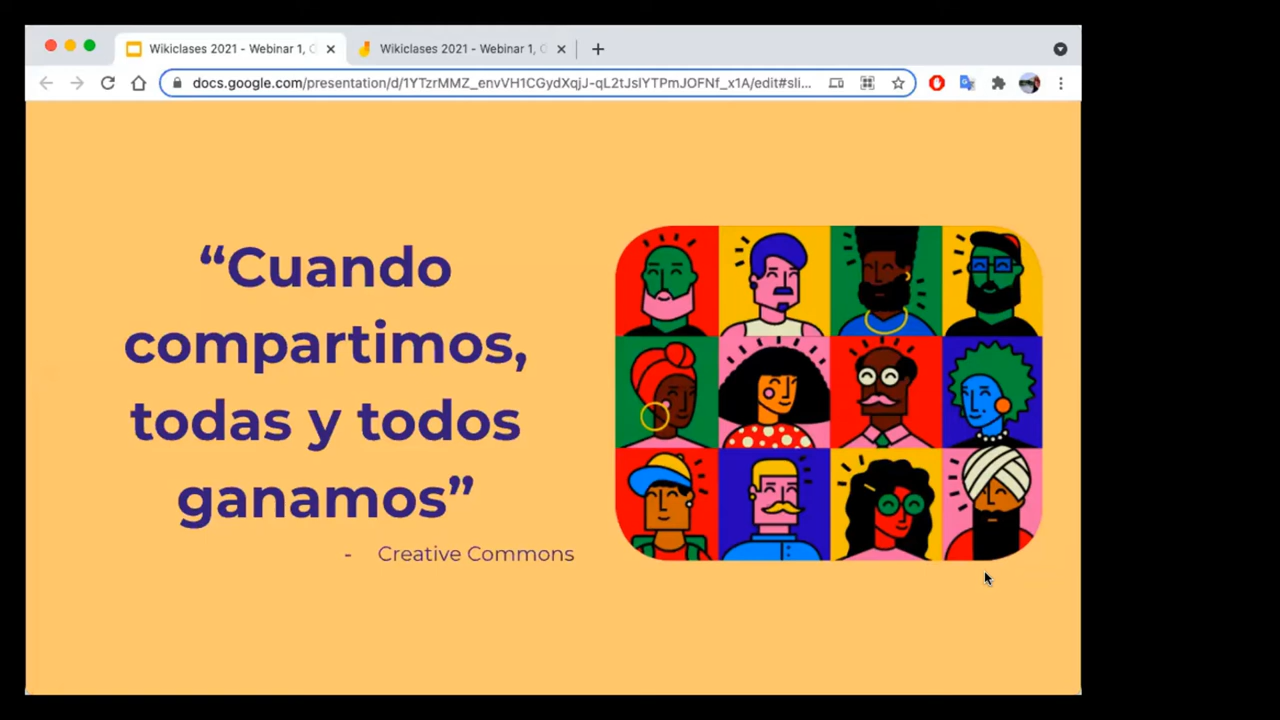 Wikiclases 2021 - Webinar 1,
Wikiclases 2021 - Webinar 1,
docs.google.com/presentation/d/1YTzrMMZ_envVH1CGydXqjJ-qL2tJsIYTPmJOFNf_x1A/edit#sli...
“Cuando
compartimos,
todas y todos
ganamos”
- Creative Commons